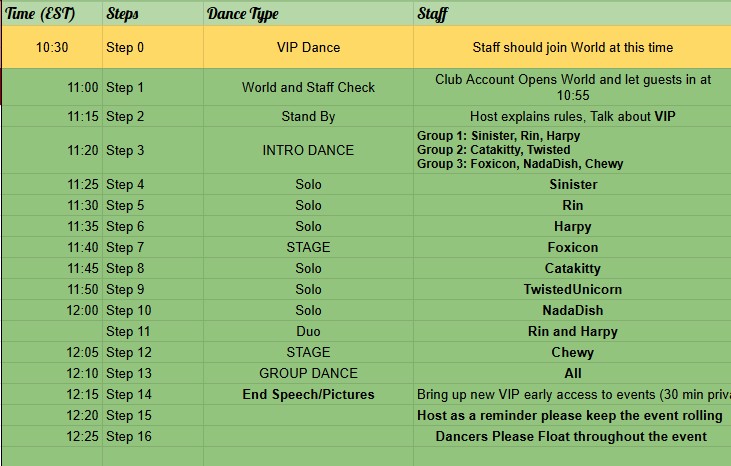 Time (EST) Steps Dance Type Staff
10:30 Step 0 VIP Dance Staff should join World at this time
11:00 Step 1 World and Staff Check Club Account Opens World and let guests in at
10:55
11:15 Step 2 Stand By Host explains rules, Talk about VIP
11:20 Step 3 INTRO DANCE Group 1: Sinister, Rin, Harpy
Group 2: Catakitty, Twisted
Group 3: Foxicon, NadaDish, Chewy
11:25 Step 4 Solo Sinister
11:30 Step 5 Solo Rin
11:35 Step 6 Solo Harpy
11:40 Step 7 STAGE Foxicon
11:45 Step 8 Solo Catakitty
11:50 Step 9 Solo TwistedUnicorn
12:00 Step 10 Solo NadaDish
Step 11 Duo Rin and Harpy
12:05 Step 12 STAGE Chewy
12:10 Step 13 GROUP DANCE All
12:15 Step 14 End Speech/Pictures Bring up new VIP early access to events (30 min priva
12:20 Step 15 Host as a reminder please keep the event rolling
12:25 Step 16 Dancers Please Float throughout the event